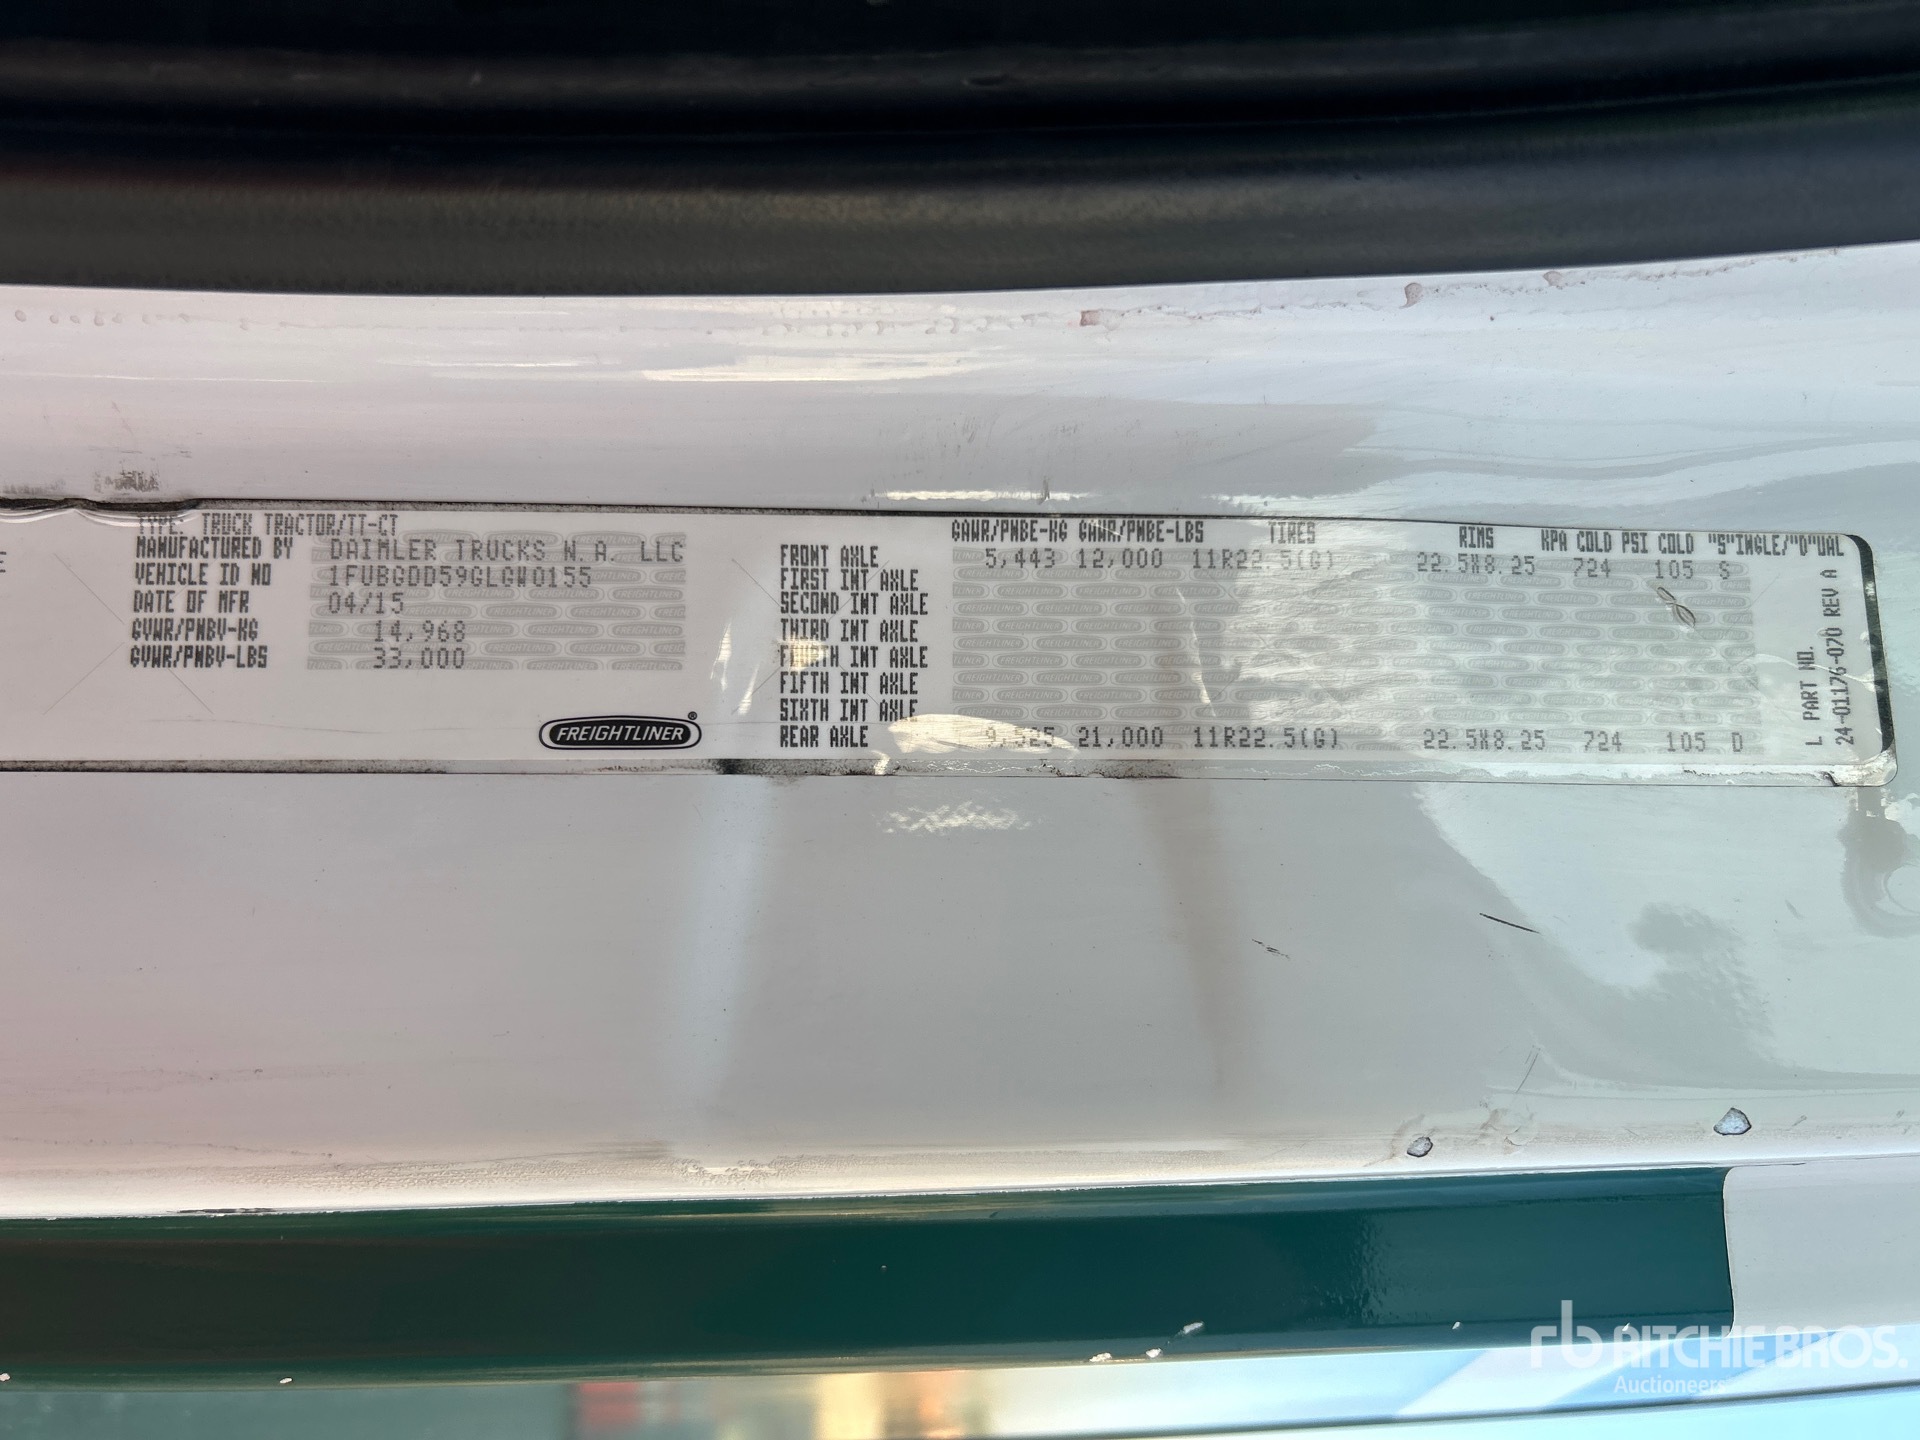 TYPE: TRUCK TRACTOR/TT-CT
MANUFACTURED BY DAIMLER TRUCKS N.A. LLC
VEHICLE ID NO 1FUBGDD59GLGW0155
DATE OF MFR 04/15
GVWR/PNBV-KG 14,968
GVWR/PNBV-LBS 33,000
FREIGHTLINER®
GAWR/PNBE-KG GAWR/PNBE-LBS TIRES RIMS KPA COLD PSI COLD "S"INGLE/"D"UAL
FRONT AXLE 5,443 12,000 11R22.5(G) 22.5X8.25 724 105 S
FIRST INT AXLE
SECOND INT AXLE
THIRD INT AXLE
FOURTH INT AXLE
FIFTH INT AXLE
SIXTH INT AXLE
REAR AXLE 9,525 21,000 11R22.5(G) 22.5X8.25 724 105 D
L PART NO.
24-01176-070 REV A
rb RITCHIE BROS.
Auctioneers